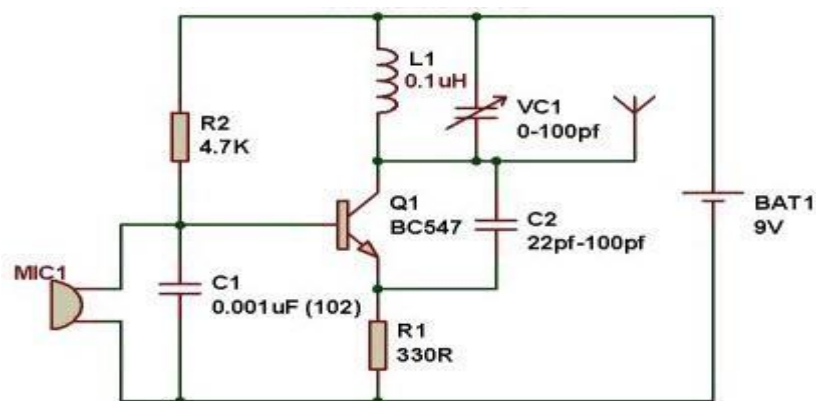 L1
0.1uH
VC1
0-100pf
R2
4.7K
Q1
BC547
C2
22pf-100pf
BAT1
9V
MIC1
C1
0.001uF (102)
R1
330R